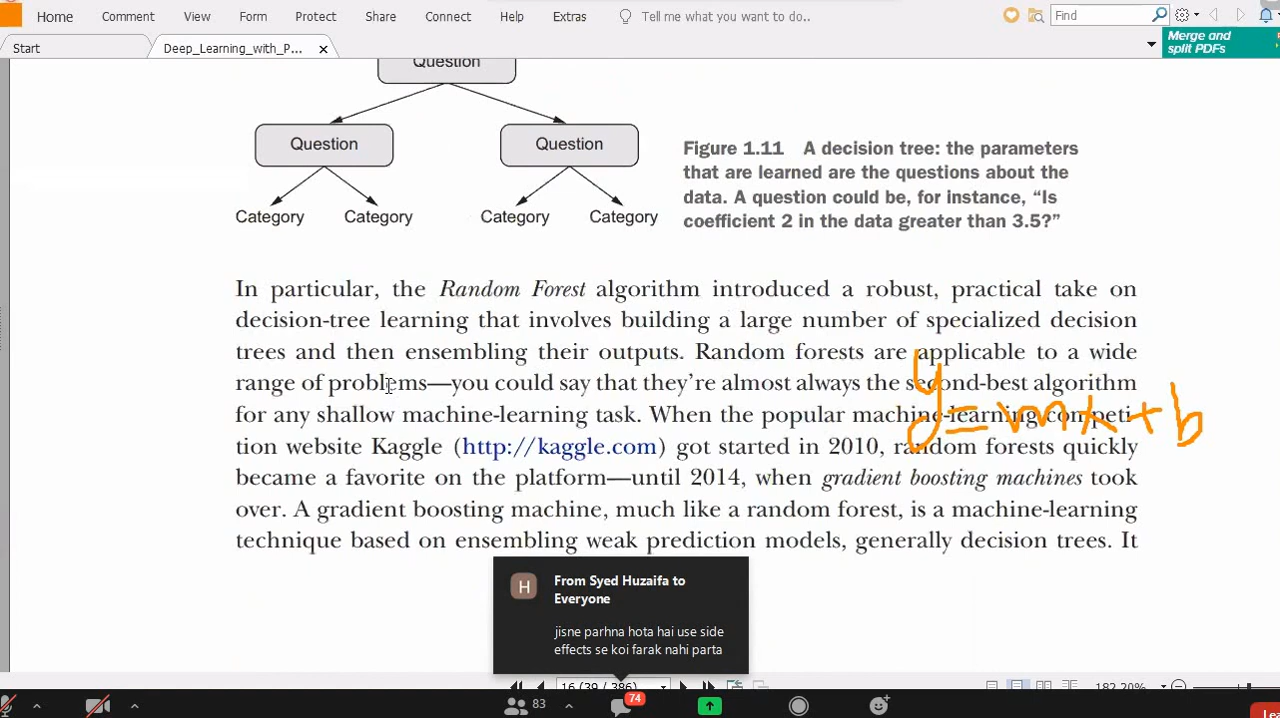 Home Comment View Form Protect Share Connect Help Extras Tell me what you want to do.. Find
Merge and
split PDFs
Start Deep_Learning_with_P... ×
Question
Question Question
Category Category Category Category
Figure 1.11 A decision tree: the parameters
that are learned are the questions about the
data. A question could be, for instance, “Is
coefficient 2 in the data greater than 3.5?”
In particular, the Random Forest algorithm introduced a robust, practical take on
decision-tree learning that involves building a large number of specialized decision
trees and then ensembling their outputs. Random forests are applicable to a wide
range of problems—you could say that they’re almost always the second-best algorithm
for any shallow machine-learning task. When the popular machine-learning competi-
tion website Kaggle (http://kaggle.com) got started in 2010, random forests quickly
became a favorite on the platform—until 2014, when gradient boosting machines took
over. A gradient boosting machine, much like a random forest, is a machine-learning
technique based on ensembling weak prediction models, generally decision trees. It
y=mx+b
H
From Syed Huzaifa to
Everyone
jisne parhna hota hai use side
effects se koi farak nahi parta
16 (39 / 386)
182.20%
83
74